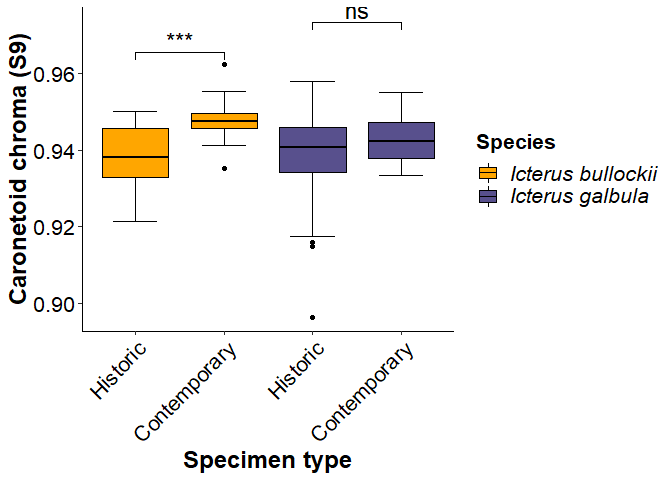 ns
***
Caronetoid chroma (S9)
0.96
0.94
0.92
0.90
Species
Icterus bullockii
Icterus galbula
Historic
Contemporary
Historic
Contemporary
Specimen type